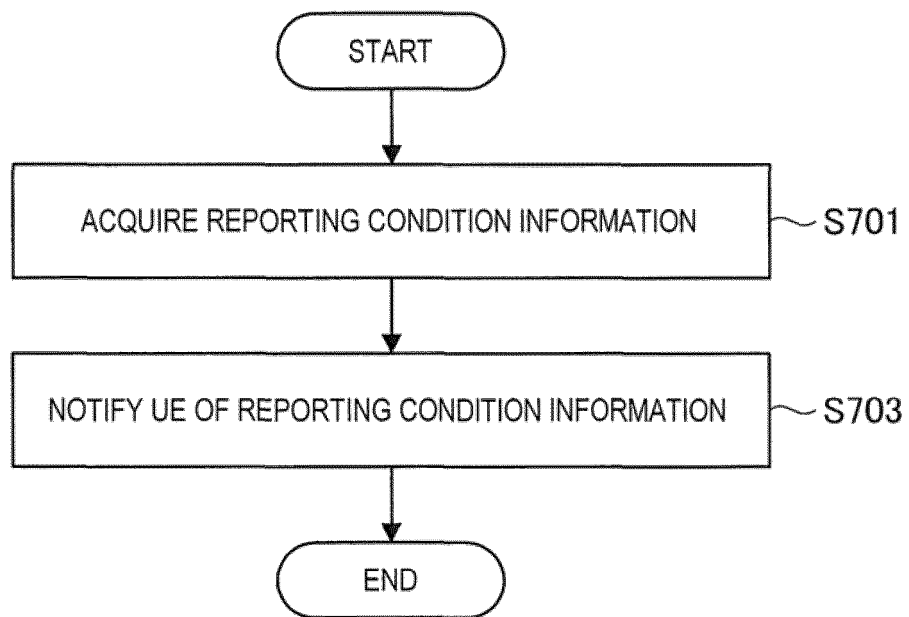 START
ACQUIRE REPORTING CONDITION INFORMATION
S701
NOTIFY UE OF REPORTING CONDITION INFORMATION
S703
END